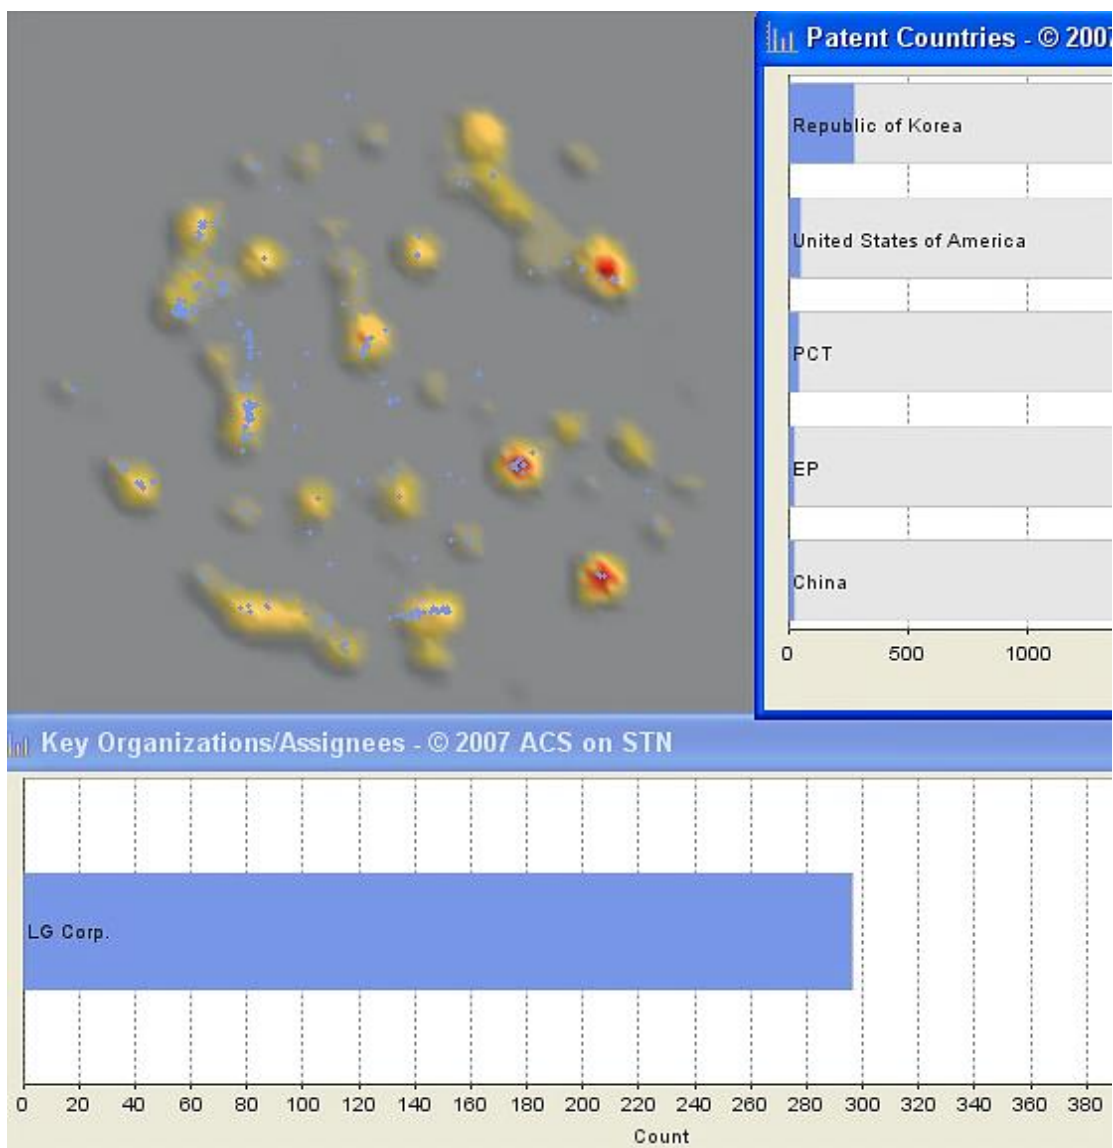 Patent Countries - © 2007
Republic of Korea
United States of America
PCT
EP
China
0 500 1000
Key Organizations/Assignees - © 2007 ACS on STN
LG Corp.
0 20 40 60 80 100 120 140 160 180 200 220 240 260 280 300 320 340 360 380
Count